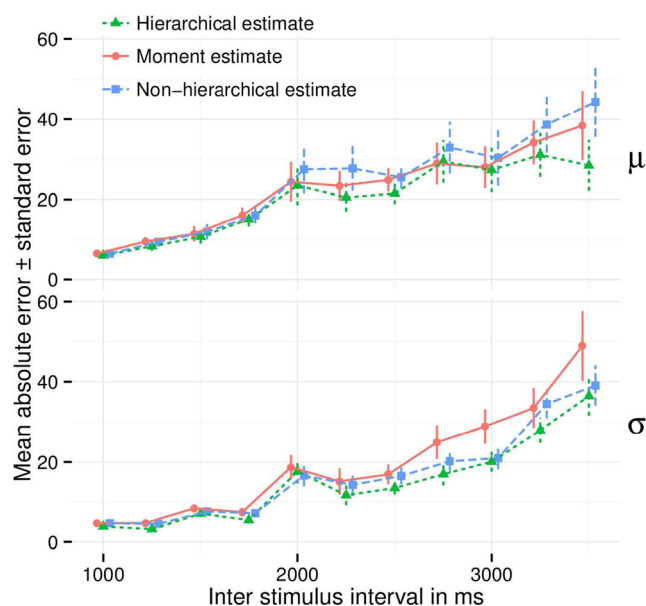 Hierarchical estimate
Moment estimate
Non-hierarchical estimate
60
40
20
0
μ
60
40
20
0
σ
Mean absolute error ± standard error
1000
2000
3000
Inter stimulus interval in ms